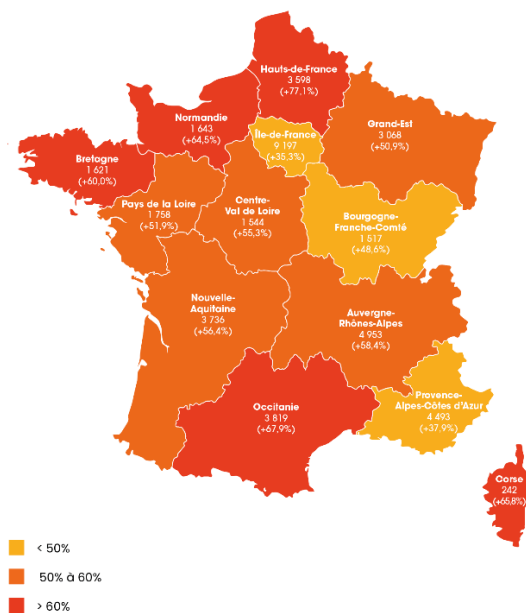 Hauts-de-France
3 598
(+77,1%)
Normandie
1 643
(+64,5%)
Île-de-France
9 197
(+35,3%)
Grand-Est
3 068
(+50,9%)
Bretagne
1 621
(+60,0%)
Pays de la Loire
1 758
(+51,9%)
Centre-
Val de Loire
1 544
(+55,3%)
Bourgogne-
Franche-Comté
1 517
(+48,6%)
Nouvelle-
Aquitaine
3 736
(+56,4%)
Auvergne-
Rhônes-Alpes
4 953
(+58,4%)
Provence-
Alpes-Côtes d'Azur
4 493
(+37,9%)
Occitanie
3 819
(+67,9%)
Corse
242
(+65,8%)
< 50%
50% à 60%
> 60%